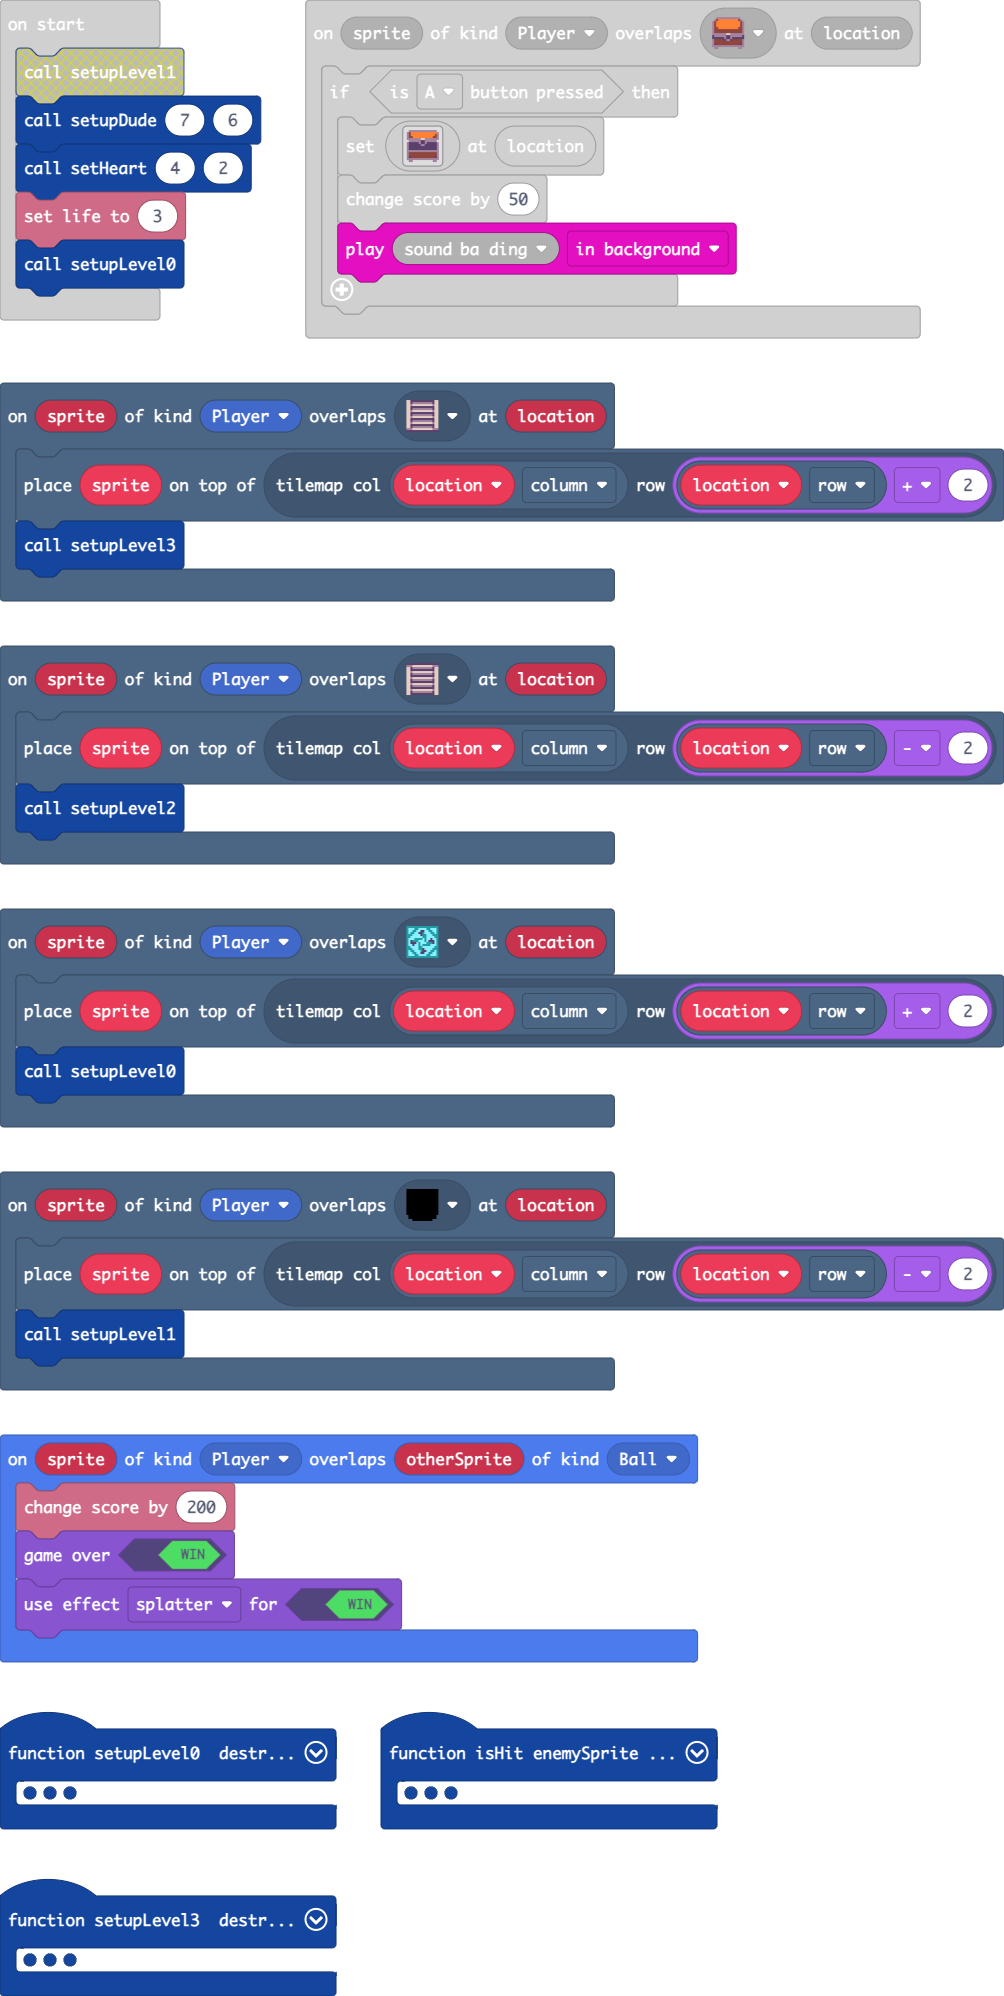 on start
call setupLevel1
call setupDude 7 6
call setHeart 4 2
set life to 3
call setupLevel0
on sprite of kind Player overlaps at location
if is A button pressed then
set at location
change score by 50
play sound ba ding in background
on sprite of kind Player overlaps at location
place sprite on top of tilemap col location column row location row + 2
call setupLevel3
on sprite of kind Player overlaps at location
place sprite on top of tilemap col location column row location row - 2
call setupLevel2
on sprite of kind Player overlaps at location
place sprite on top of tilemap col location column row location row + 2
call setupLevel0
on sprite of kind Player overlaps at location
place sprite on top of tilemap col location column row location row - 2
call setupLevel1
on sprite of kind Player overlaps otherSprite of kind Ball
change score by 200
game over WIN
use effect splatter for WIN
function setupLevel0 destr...
function isHit enemySprite ...
function setupLevel3 destr...